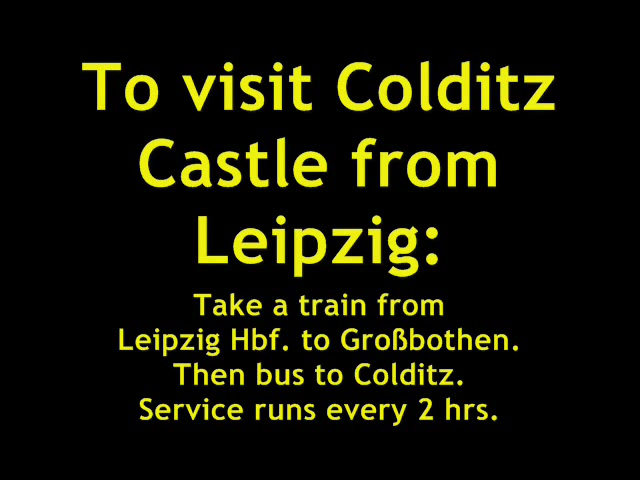 To visit Colditz
Castle from
Leipzig:
Take a train from
Leipzig Hbf. to Großbothen.
Then bus to Colditz.
Service runs every 2 hrs.